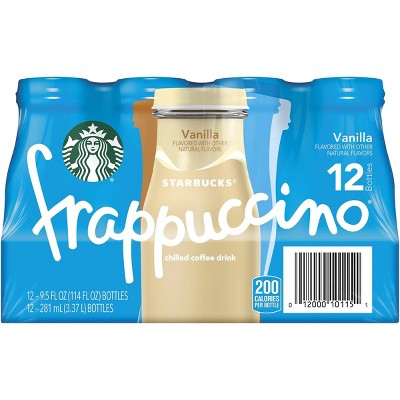 Vanilla
FLAVORED WITH OTHER
NATURAL FLAVORS
STARBUCKS®
frappuccino®
chilled coffee drink
Vanilla
FLAVORED WITH OTHER
NATURAL FLAVORS
12 Bottles
12 – 9.5 FL OZ (114 FL OZ) BOTTLES
12 – 281 mL (3.37 L) BOTTLES
200
CALORIES
PER BOTTLE
0 12000 10115 1